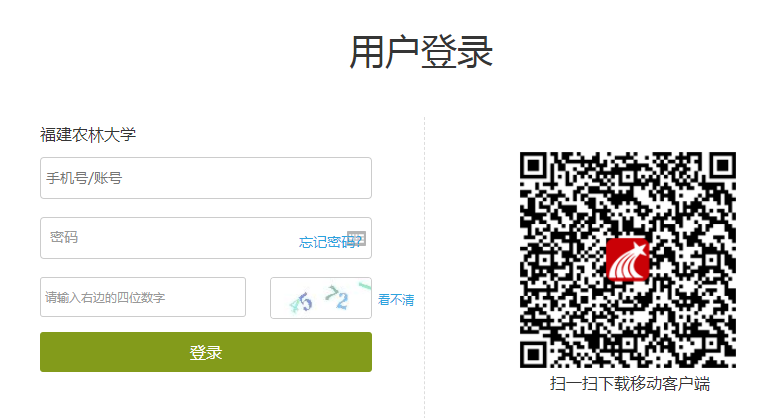 用户登录
福建农林大学
手机号/账号
密码
忘记密码?
请输入右边的四位数字
4572
看不清
登录
扫一扫下载移动客户端